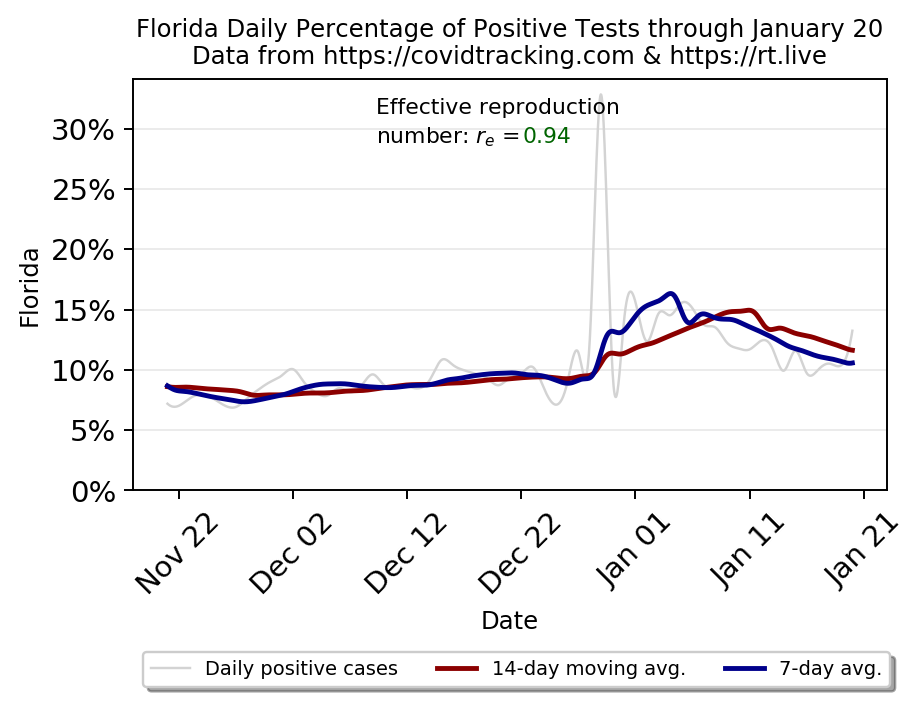 Florida Daily Percentage of Positive Tests through January 20
Data from https://covidtracking.com & https://rt.live
Effective reproduction
number: rₑ =0.94
30%
25%
20%
15%
10%
5%
0%
Florida
Nov 22
Dec 02
Dec 12
Dec 22
Jan 01
Jan 11
Jan 21
Date
Daily positive cases
14-day moving avg.
7-day avg.